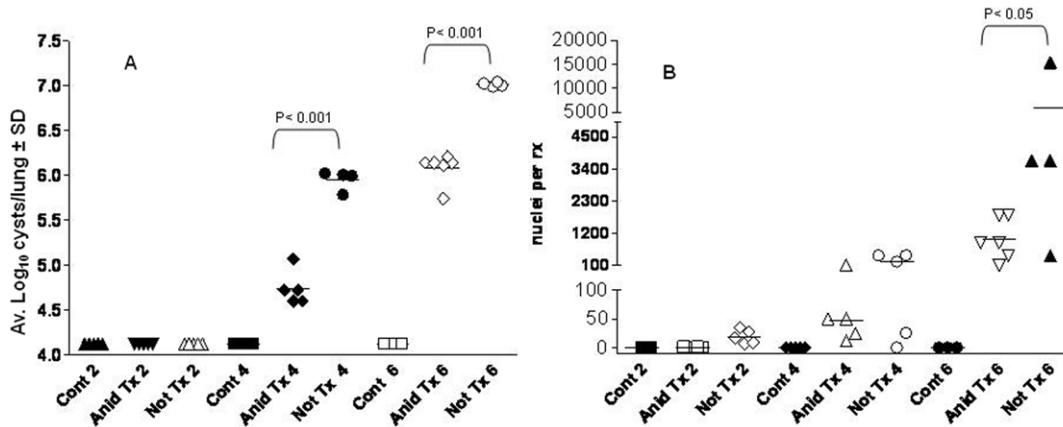 A
P< 0.001
P< 0.001
Av. Log10 cysts/lung ± SD
7.5
7.0
6.5
6.0
5.5
5.0
4.5
4.0
Cont 2
Anid Tx 2
Not Tx 2
Cont 4
Anid Tx 4
Not Tx 4
Cont 6
Anid Tx 6
Not Tx 6
B
P< 0.05
nuclei per rx
20000
15000
10000
5000
4500
3400
2300
1200
100
100
50
0
Cont 2
Anid Tx 2
Not Tx 2
Cont 4
Anid Tx 4
Not Tx 4
Cont 6
Anid Tx 6
Not Tx 6